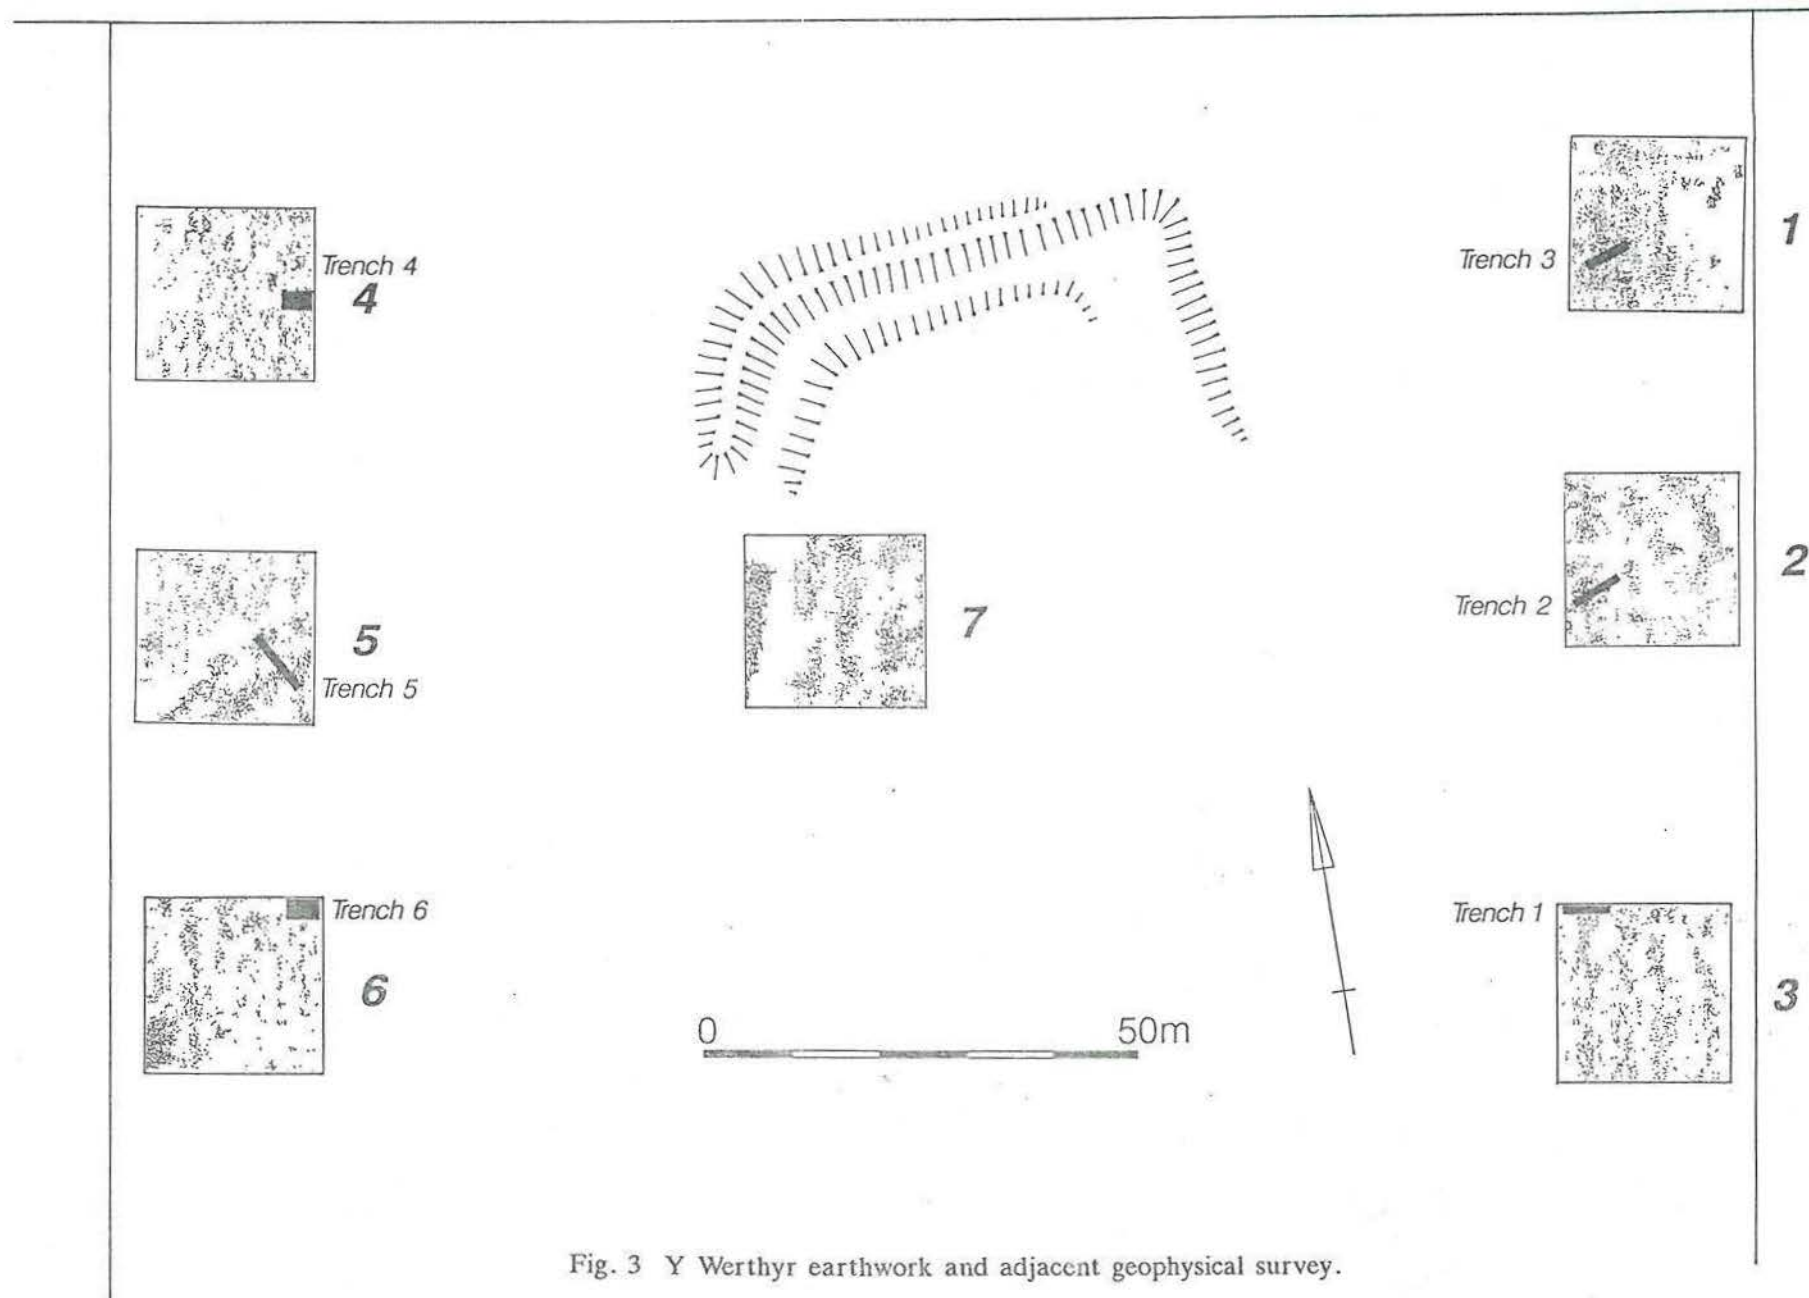 1
Trench 3
Trench 4
4
2
Trench 2
5
Trench 5
7
Trench 6
6
Trench 1
3
0
50m
Fig. 3 Y Werthyr earthwork and adjacent geophysical survey.